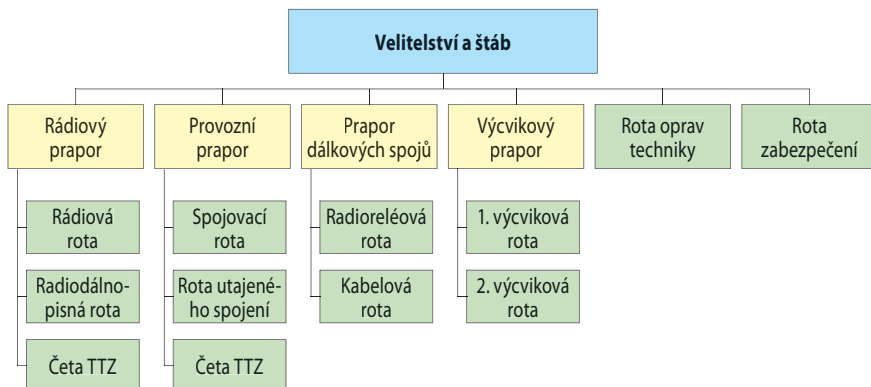 Velitelství a štáb
Rádiový
prapor
Provozní
prapor
Prapor
dálkových spojů
Výcvikový
prapor
Rota oprav
techniky
Rota
zabezpečení
Rádiová
rota
Spojovací
rota
Radioreléová
rota
1. výcviková
rota
Radiodálno-
pisná rota
Rota utajené-
ho spojení
Kabelová
rota
2. výcviková
rota
Četa TTZ
Četa TTZ